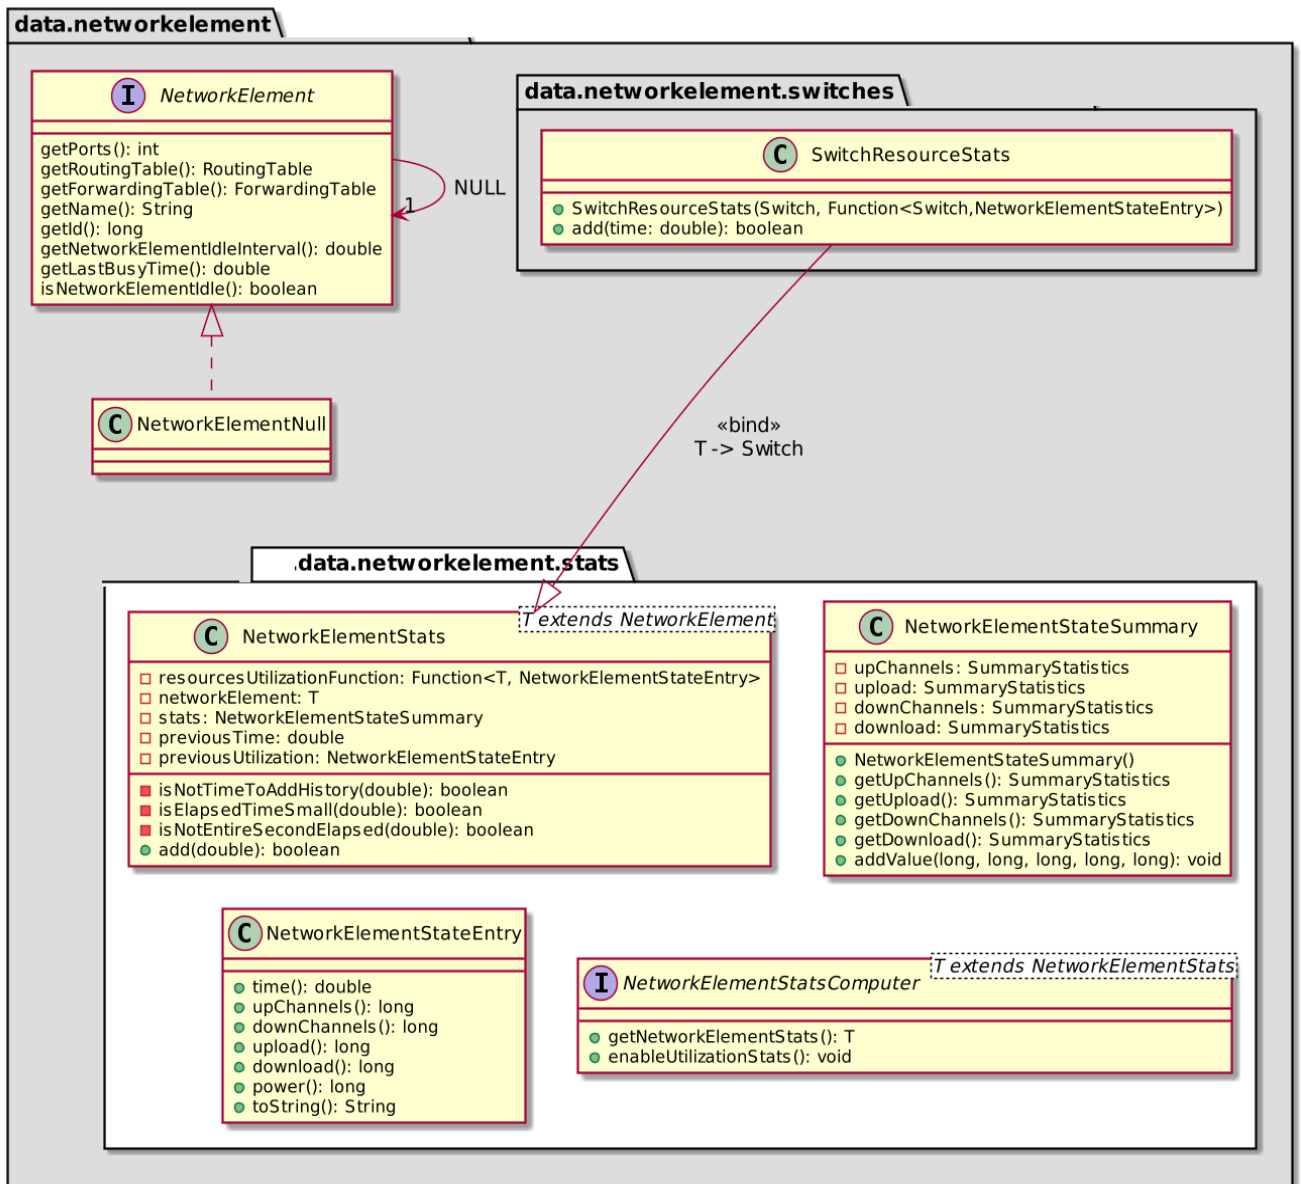 data.networkelement
I NetworkElement
getPorts(): int
getRoutingTable(): RoutingTable
getForwardingTable(): ForwardingTable
getName(): String
getId(): long
getNetworkElementIdleInterval(): double
getLastBusyTime(): double
isNetworkElementIdle(): boolean
1
NULL
data.networkelement.switches
C SwitchResourceStats
SwitchResourceStats(Switch, Function<Switch,NetworkElementStateEntry>)
add(time: double): boolean
C NetworkElementNull
«bind»
T -> Switch
.data.networkelement.stats
C NetworkElementStats
T extends NetworkElement
resourcesUtilizationFunction: Function<T, NetworkElementStateEntry>
networkElement: T
stats: NetworkElementStateSummary
previousTime: double
previousUtilization: NetworkElementStateEntry
isNotTimeToAddHistory(double): boolean
isElapsedTimeSmall(double): boolean
isNotEntireSecondElapsed(double): boolean
add(double): boolean
C NetworkElementStateSummary
upChannels: SummaryStatistics
upload: SummaryStatistics
downChannels: SummaryStatistics
download: SummaryStatistics
NetworkElementStateSummary()
getUpChannels(): SummaryStatistics
getUpload(): SummaryStatistics
getDownChannels(): SummaryStatistics
getDownload(): SummaryStatistics
addValue(long, long, long, long, long): void
C NetworkElementStateEntry
time(): double
upChannels(): long
downChannels(): long
upload(): long
download(): long
power(): long
toString(): String
I NetworkElementStatsComputer
T extends NetworkElementStats
getNetworkElementStats(): T
enableUtilizationStats(): void